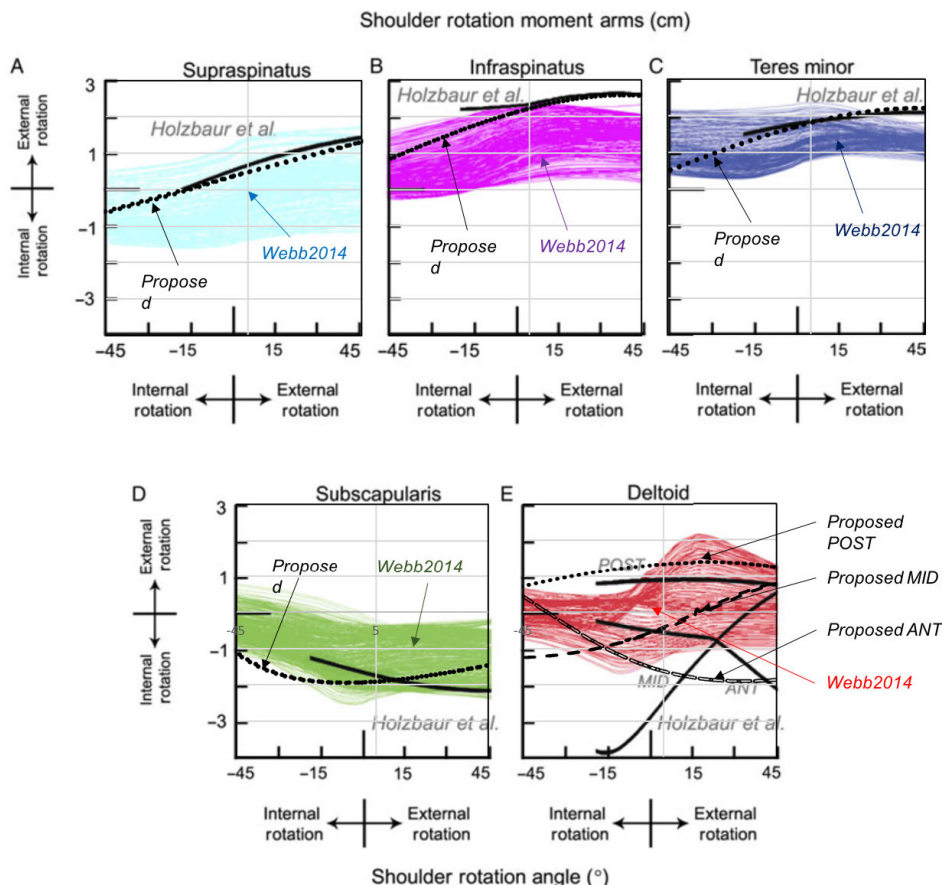 Shoulder rotation moment arms (cm)
A
Supraspinatus
B
Infraspinatus
C
Teres minor
External
rotation
Internal
rotation
3
1
−1
−3
Holzbaur et al.
Webb2014
Propose
d
−45
−15
15
45
Holzbaur et al.
Propose
d
Webb2014
−45
−15
15
45
Holzbaur et al.
Propose
d
Webb2014
−45
−15
15
45
Internal
rotation
External
rotation
Internal
rotation
External
rotation
Internal
rotation
External
rotation
D
Subscapularis
E
Deltoid
External
rotation
Internal
rotation
3
1
−1
−3
Propose
d
Webb2014
-45
5
Holzbaur et al.
−45
−15
15
45
POST
-45
5
MID
ANT
Holzbaur et al.
Proposed
POST
Proposed MID
Proposed ANT
Webb2014
−45
−15
15
45
Internal
rotation
External
rotation
Internal
rotation
External
rotation
Shoulder rotation angle (°)